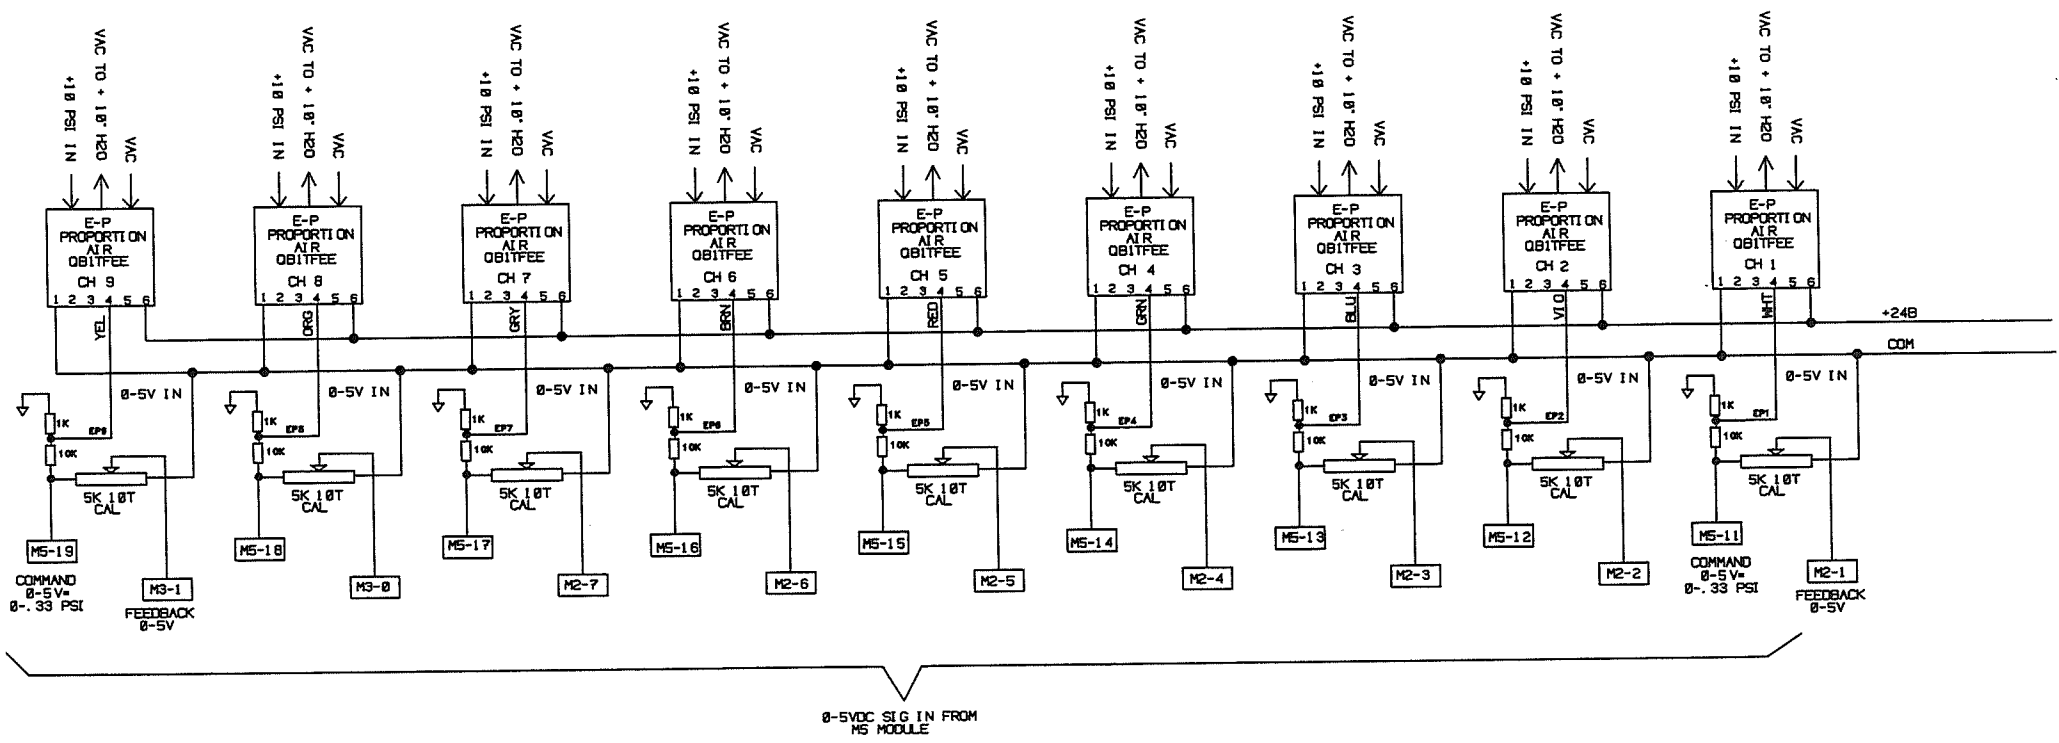 +10 PSI IN
VAC TO + 10" H2O
VAC
+10 PSI IN
VAC TO + 10" H2O
VAC
+10 PSI IN
VAC TO + 10" H2O
VAC
+10 PSI IN
VAC TO + 10" H2O
VAC
+10 PSI IN
VAC TO + 10" H2O
VAC
+10 PSI IN
VAC TO + 10" H2O
VAC
+10 PSI IN
VAC TO + 10" H2O
VAC
+10 PSI IN
VAC TO + 10" H2O
VAC
+10 PSI IN
VAC TO + 10" H2O
VAC
E-P
PROPORTION
AIR
QB1TFEE
CH 9
1 2 3 4 5 6
E-P
PROPORTION
AIR
QB1TFEE
CH 8
1 2 3 4 5 6
E-P
PROPORTION
AIR
QB1TFEE
CH 7
1 2 3 4 5 6
E-P
PROPORTION
AIR
QB1TFEE
CH 6
1 2 3 4 5 6
E-P
PROPORTION
AIR
QB1TFEE
CH 5
1 2 3 4 5 6
E-P
PROPORTION
AIR
QB1TFEE
CH 4
1 2 3 4 5 6
E-P
PROPORTION
AIR
QB1TFEE
CH 3
1 2 3 4 5 6
E-P
PROPORTION
AIR
QB1TFEE
CH 2
1 2 3 4 5 6
E-P
PROPORTION
AIR
QB1TFEE
CH 1
1 2 3 4 5 6
YEL
ORG
GRY
BRN
RED
GRN
BLU
VIO
WHT
+24B
COM
0-5V IN
1K
EP9
10K
5K 10T
CAL
0-5V IN
1K
EP8
10K
5K 10T
CAL
0-5V IN
1K
EP7
10K
5K 10T
CAL
0-5V IN
1K
EP6
10K
5K 10T
CAL
0-5V IN
1K
EP5
10K
5K 10T
CAL
0-5V IN
1K
EP4
10K
5K 10T
CAL
0-5V IN
1K
EP3
10K
5K 10T
CAL
0-5V IN
1K
EP2
10K
5K 10T
CAL
1K
EP1
10K
5K 10T
CAL
M5-19
M5-18
M5-17
M5-16
M5-15
M5-14
M5-13
M5-12
M5-11
COMMAND
0-5V=
0-.33 PSI
M3-1
FEEDBACK
0-5V
M3-0
M2-7
M2-6
M2-5
M2-4
M2-3
M2-2
COMMAND
0-5V=
0-.33 PSI
M2-1
FEEDBACK
0-5V
0-5VDC SIG IN FROM
M5 MODULE